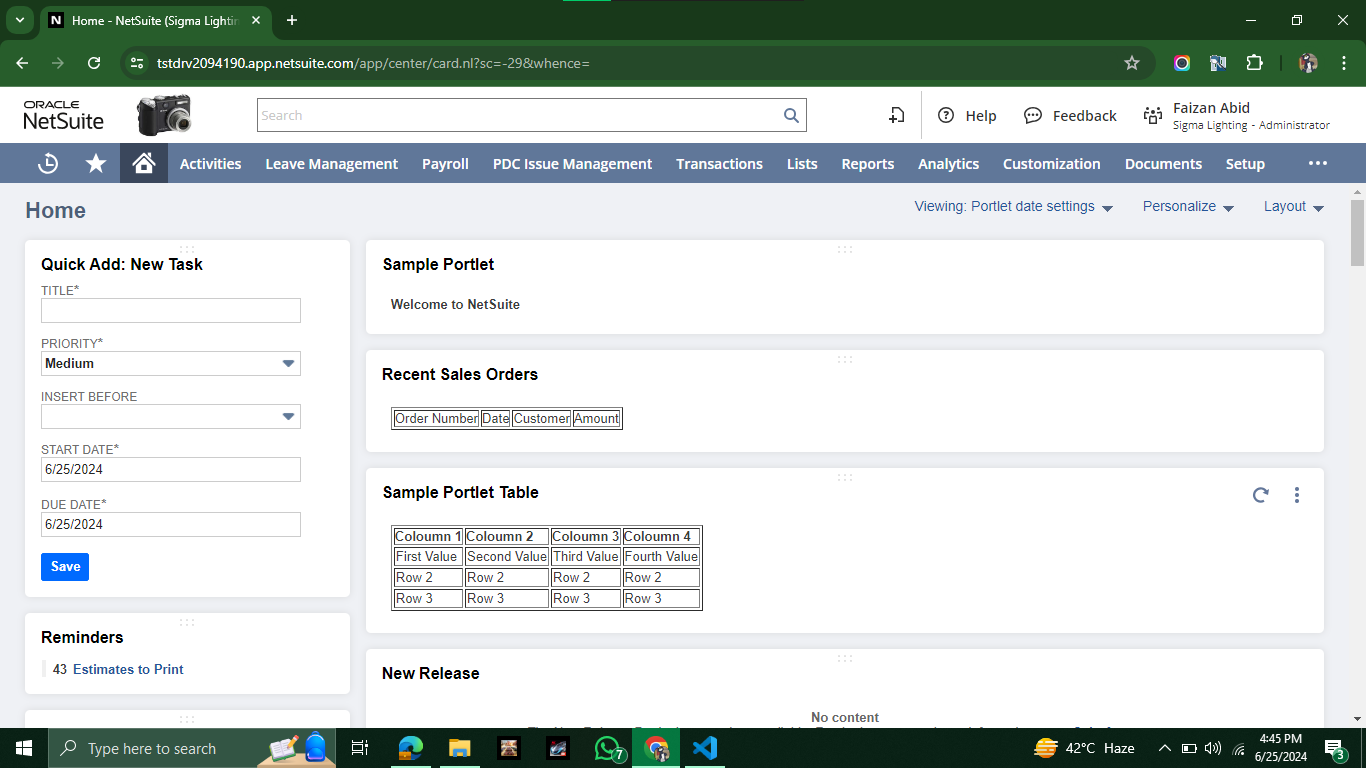 Home - NetSuite (Sigma Lightin
tstdrv2094190.app.netsuite.com/app/center/card.nl?sc=-29&whence=
ORACLE
NetSuite
Search
Help
Feedback
Faizan Abid
Sigma Lighting - Administrator
Activities
Leave Management
Payroll
PDC Issue Management
Transactions
Lists
Reports
Analytics
Customization
Documents
Setup
Home
Viewing: Portlet date settings
Personalize
Layout
Quick Add: New Task
TITLE*
PRIORITY*
Medium
INSERT BEFORE
START DATE*
6/25/2024
DUE DATE*
6/25/2024
Save
Reminders
43 Estimates to Print
Sample Portlet
Welcome to NetSuite
Recent Sales Orders
Order Number Date Customer Amount
Sample Portlet Table
Coloumn 1 Coloumn 2 Coloumn 3 Coloumn 4
First Value Second Value Third Value Fourth Value
Row 2 Row 2 Row 2 Row 2
Row 3 Row 3 Row 3 Row 3
New Release
No content
Type here to search
7
42°C Haze
4:45 PM
6/25/2024
3